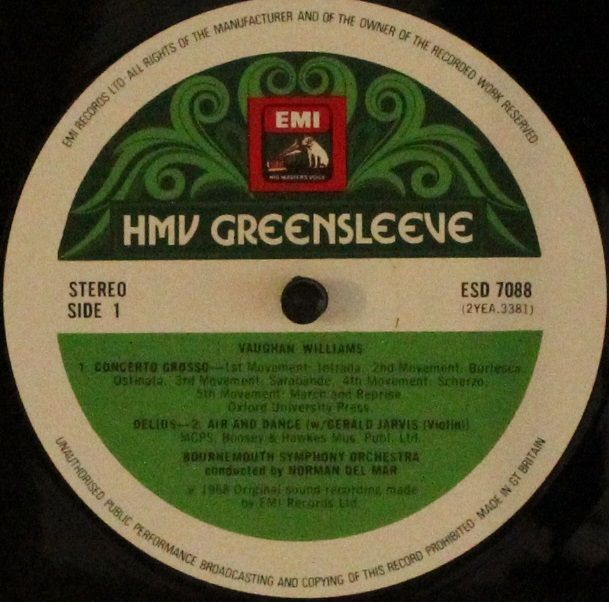 EMI RECORDS LTD · ALL RIGHTS OF THE MANUFACTURER AND OF THE OWNER OF THE RECORDED WORK RESERVED
EMI
HIS MASTER'S VOICE
HMV GREENSLEEVE
STEREO
SIDE 1
ESD 7088
(2YEA.3381)
VAUGHAN WILLIAMS
1. CONCERTO GROSSO—1st Movement: Intrada, 2nd Movement: Burlesca
Ostinata, 3rd Movement: Sarabande, 4th Movement: Scherzo,
5th Movement: March and Reprise
Oxford University Press
DELIUS—2. AIR AND DANCE (w/GERALD JARVIS (Violin))
MCPS, Boosey & Hawkes Mus. Publ. Ltd.
BOURNEMOUTH SYMPHONY ORCHESTRA
conducted by NORMAN DEL MAR
℗ 1968 Original sound recording made
by EMI Records Ltd.
UNAUTHORISED PUBLIC PERFORMANCE BROADCASTING AND COPYING OF THIS RECORD PROHIBITED · MADE IN GT BRITAIN